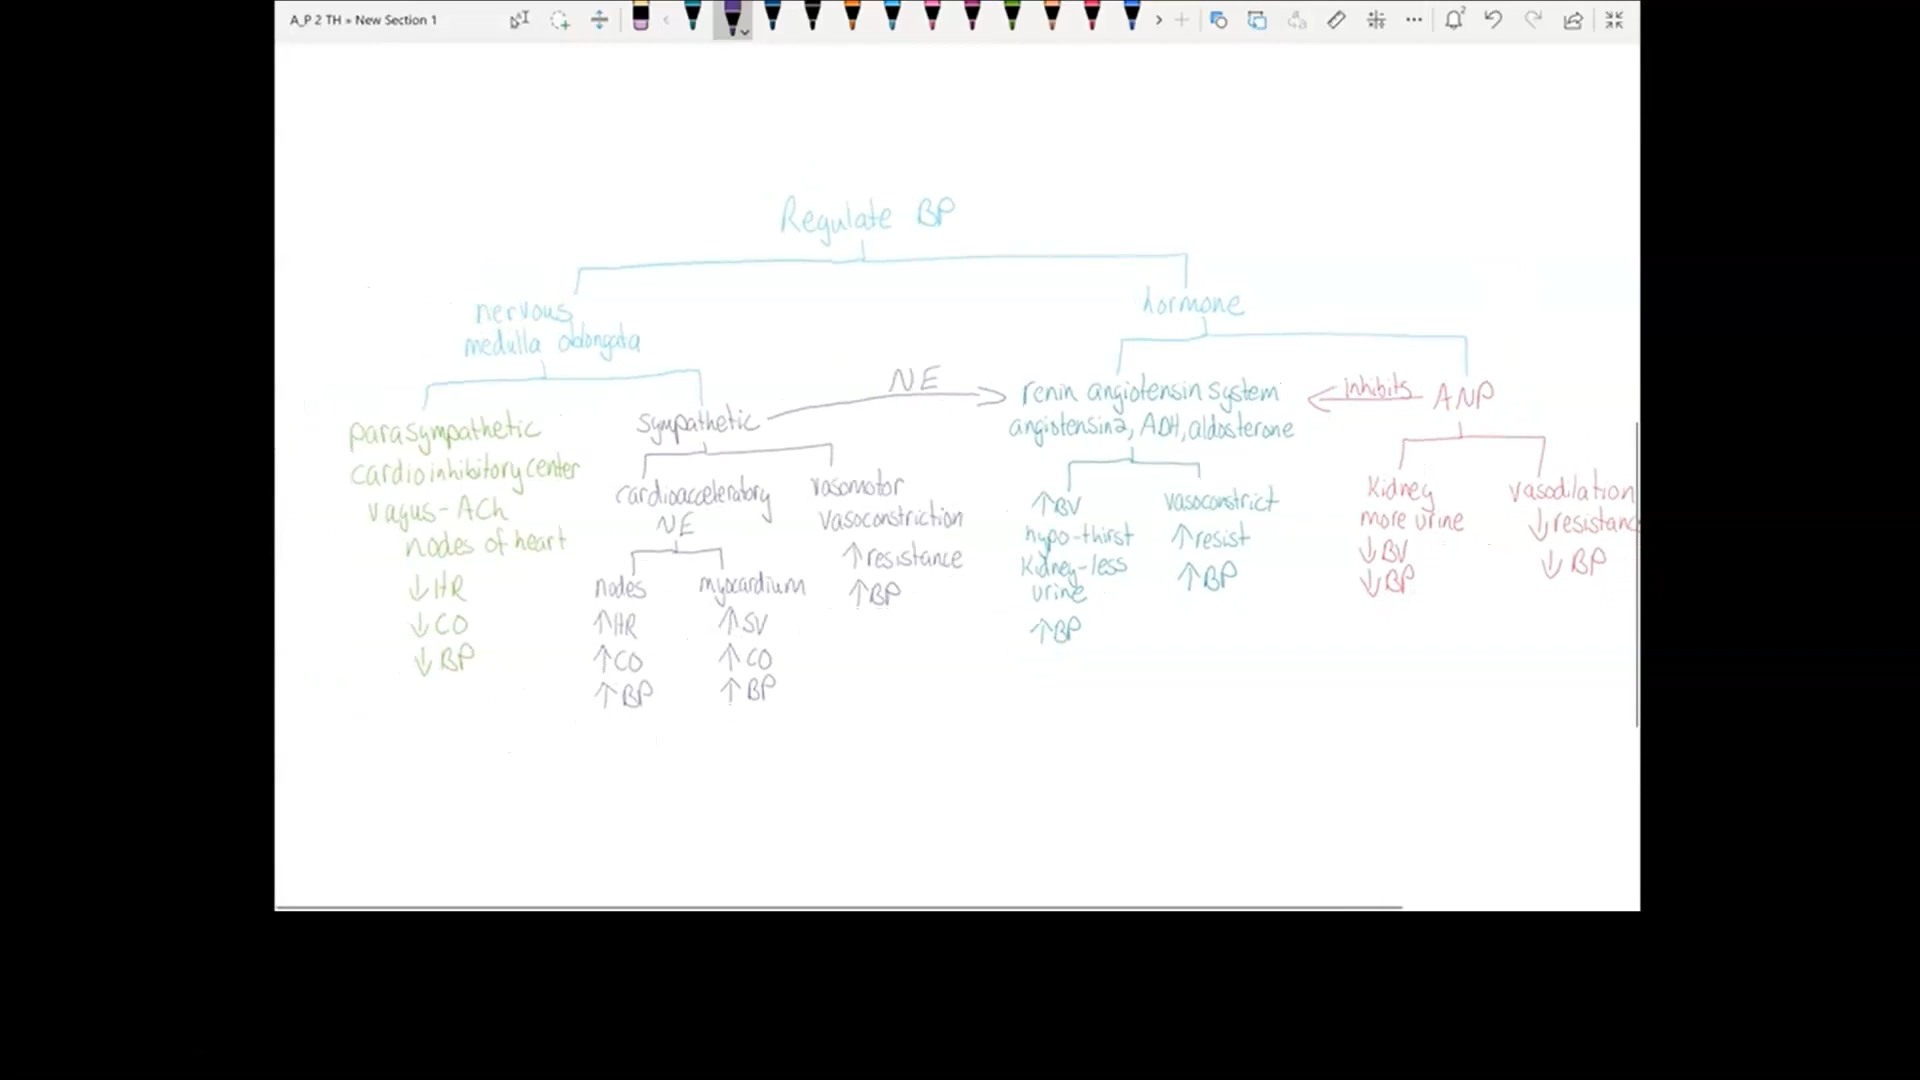 A_P 2 TH » New Section 1
Regulate BP
nervous
medulla oblongata
hormone
parasympathetic
cardioinhibitory center
vagus-ACh
nodes of heart
↓HR
↓CO
↓BP
sympathetic
NE
cardioacceleratory
NE
nodes
↑HR
↑CO
↑BP
myocardium
↑SV
↑CO
↑BP
vasomotor
vasoconstriction
↑resistance
↑BP
renin angiotensin system
angiotensin2, ADH, aldosterone
↑BV
hypo-thirst
Kidney-less
urine
↑BP
vasoconstrict
↑resist
↑BP
inhibits
ANP
Kidney
more urine
↓BV
↓BP
vasodilation
↓resistanc
↓BP